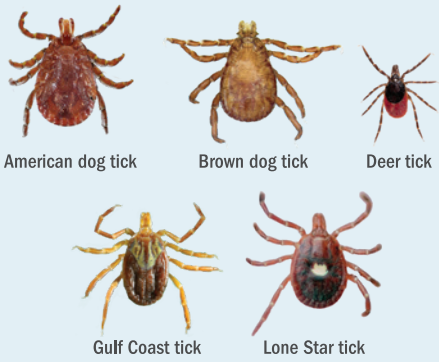 American dog tick
Brown dog tick
Deer tick
Gulf Coast tick
Lone Star tick